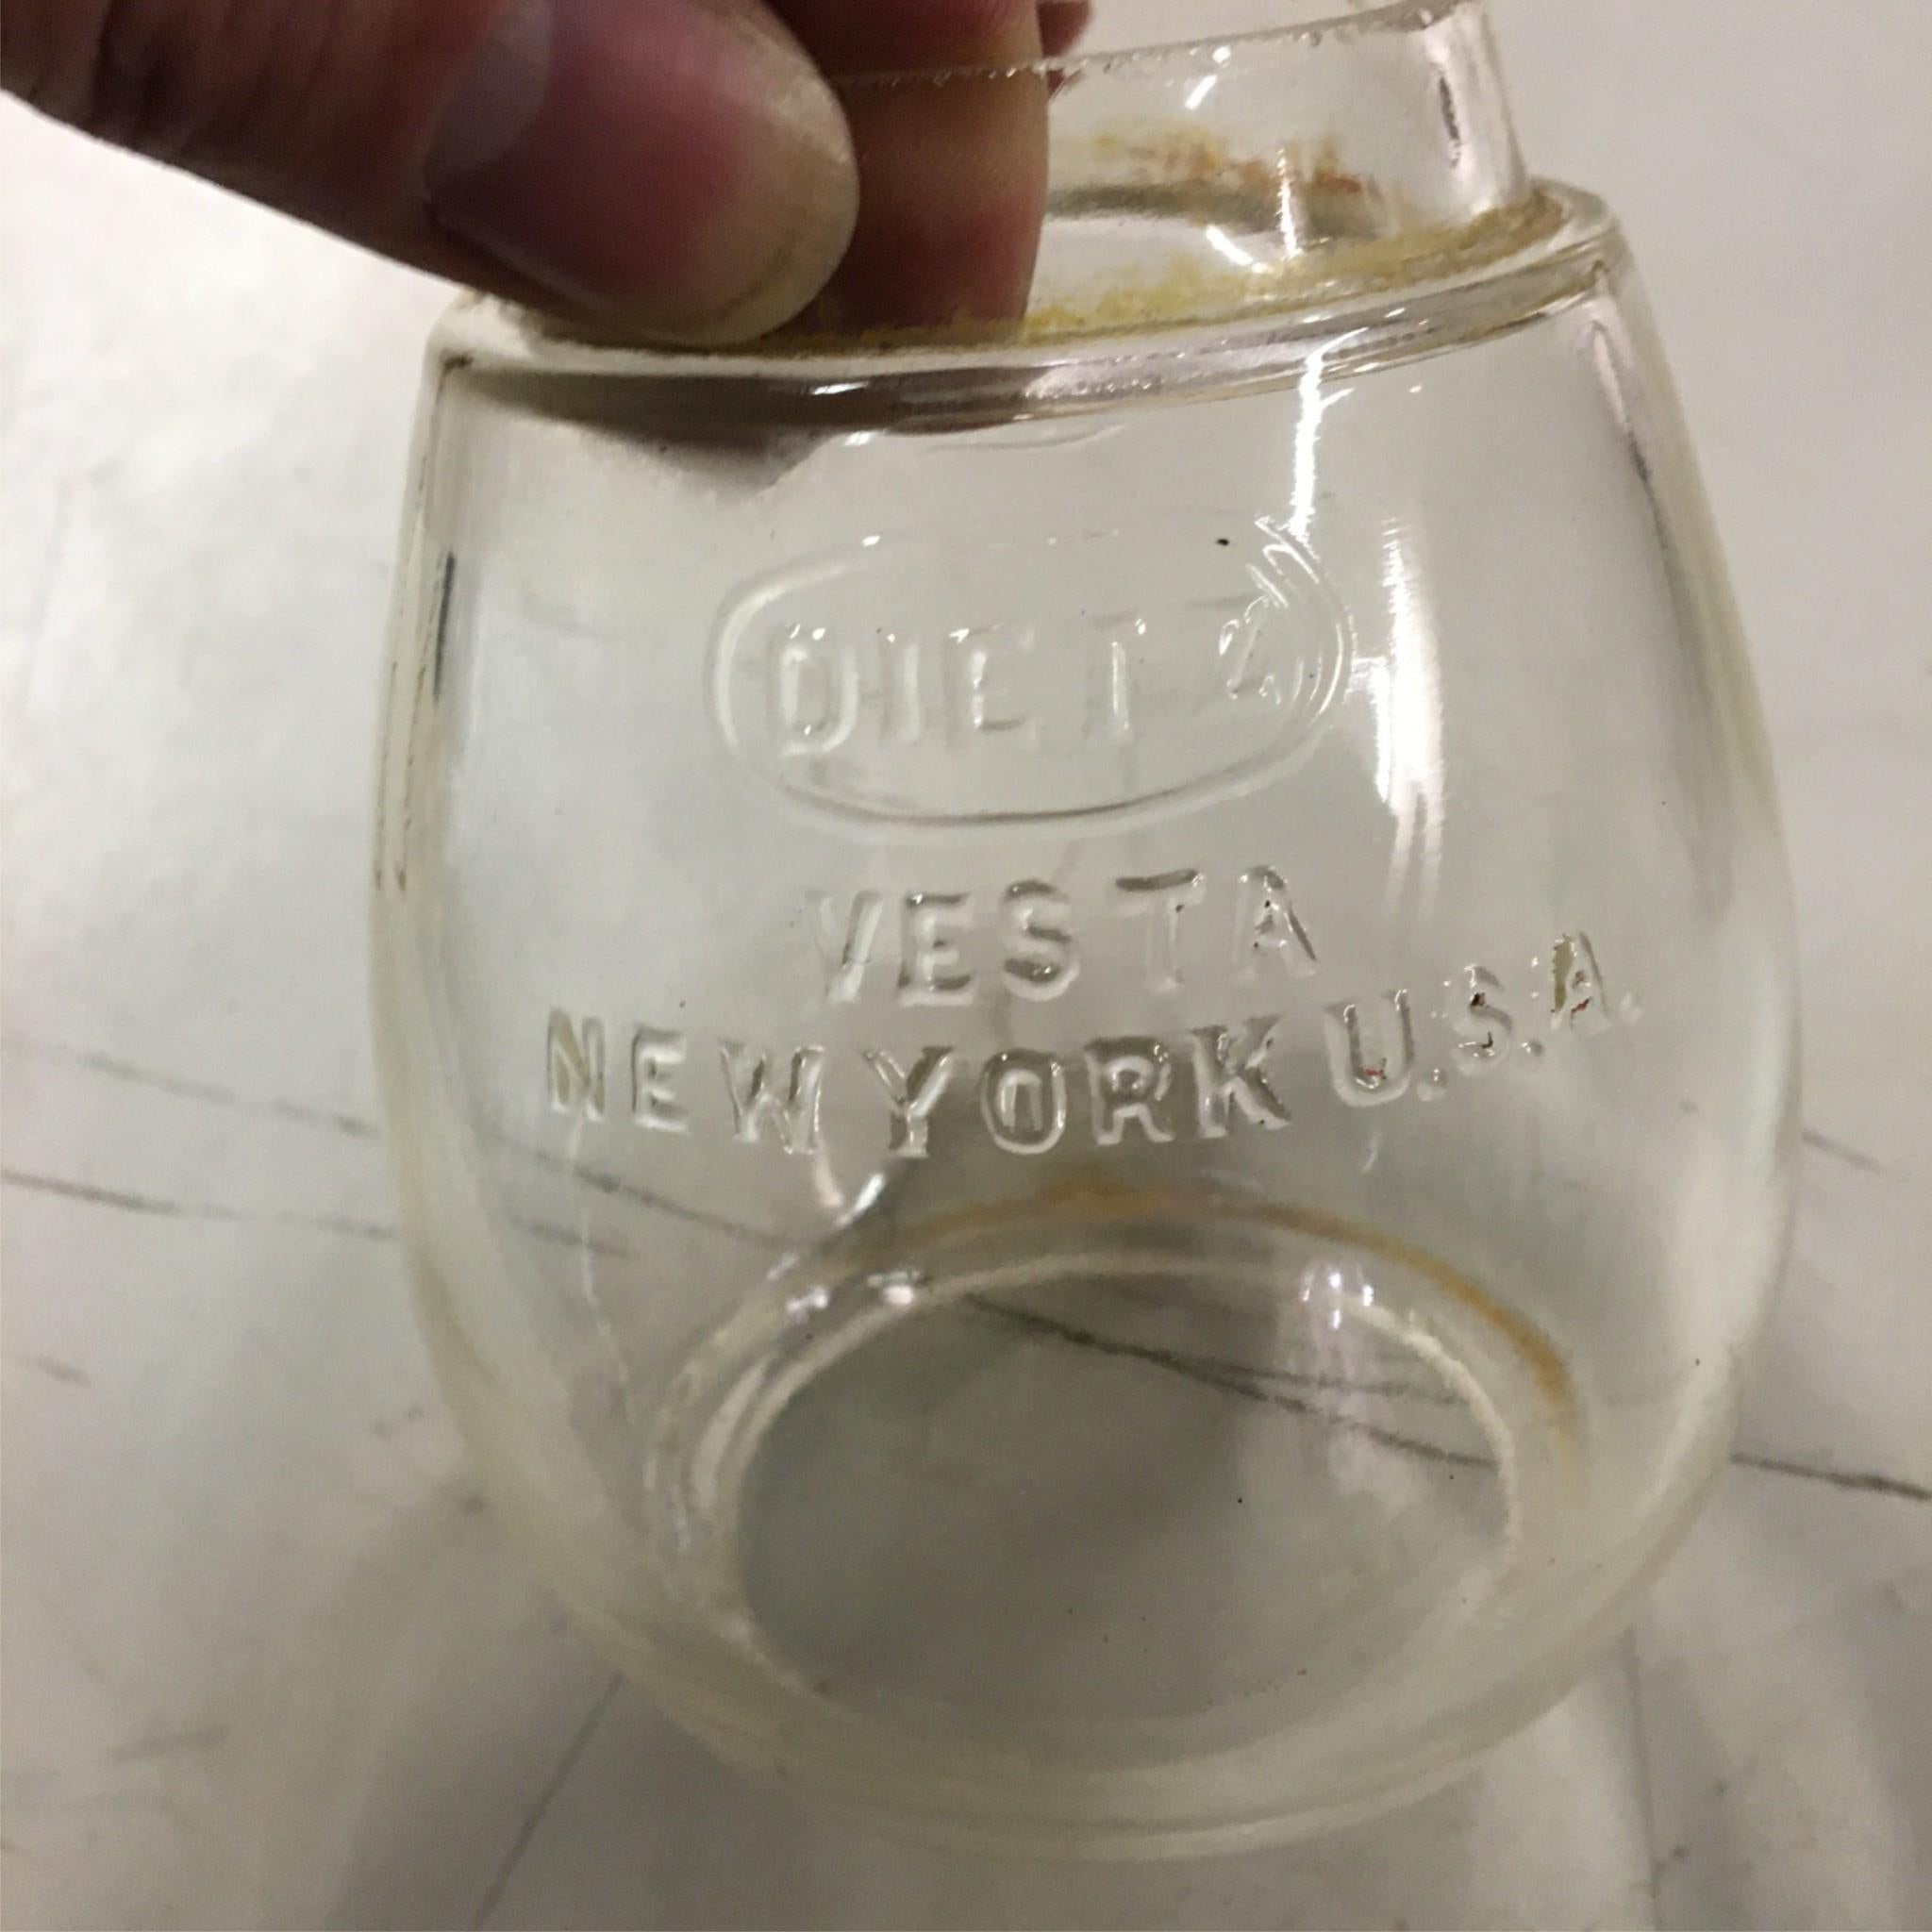 DIETZ
VESTA
NEW YORK U.S.A.